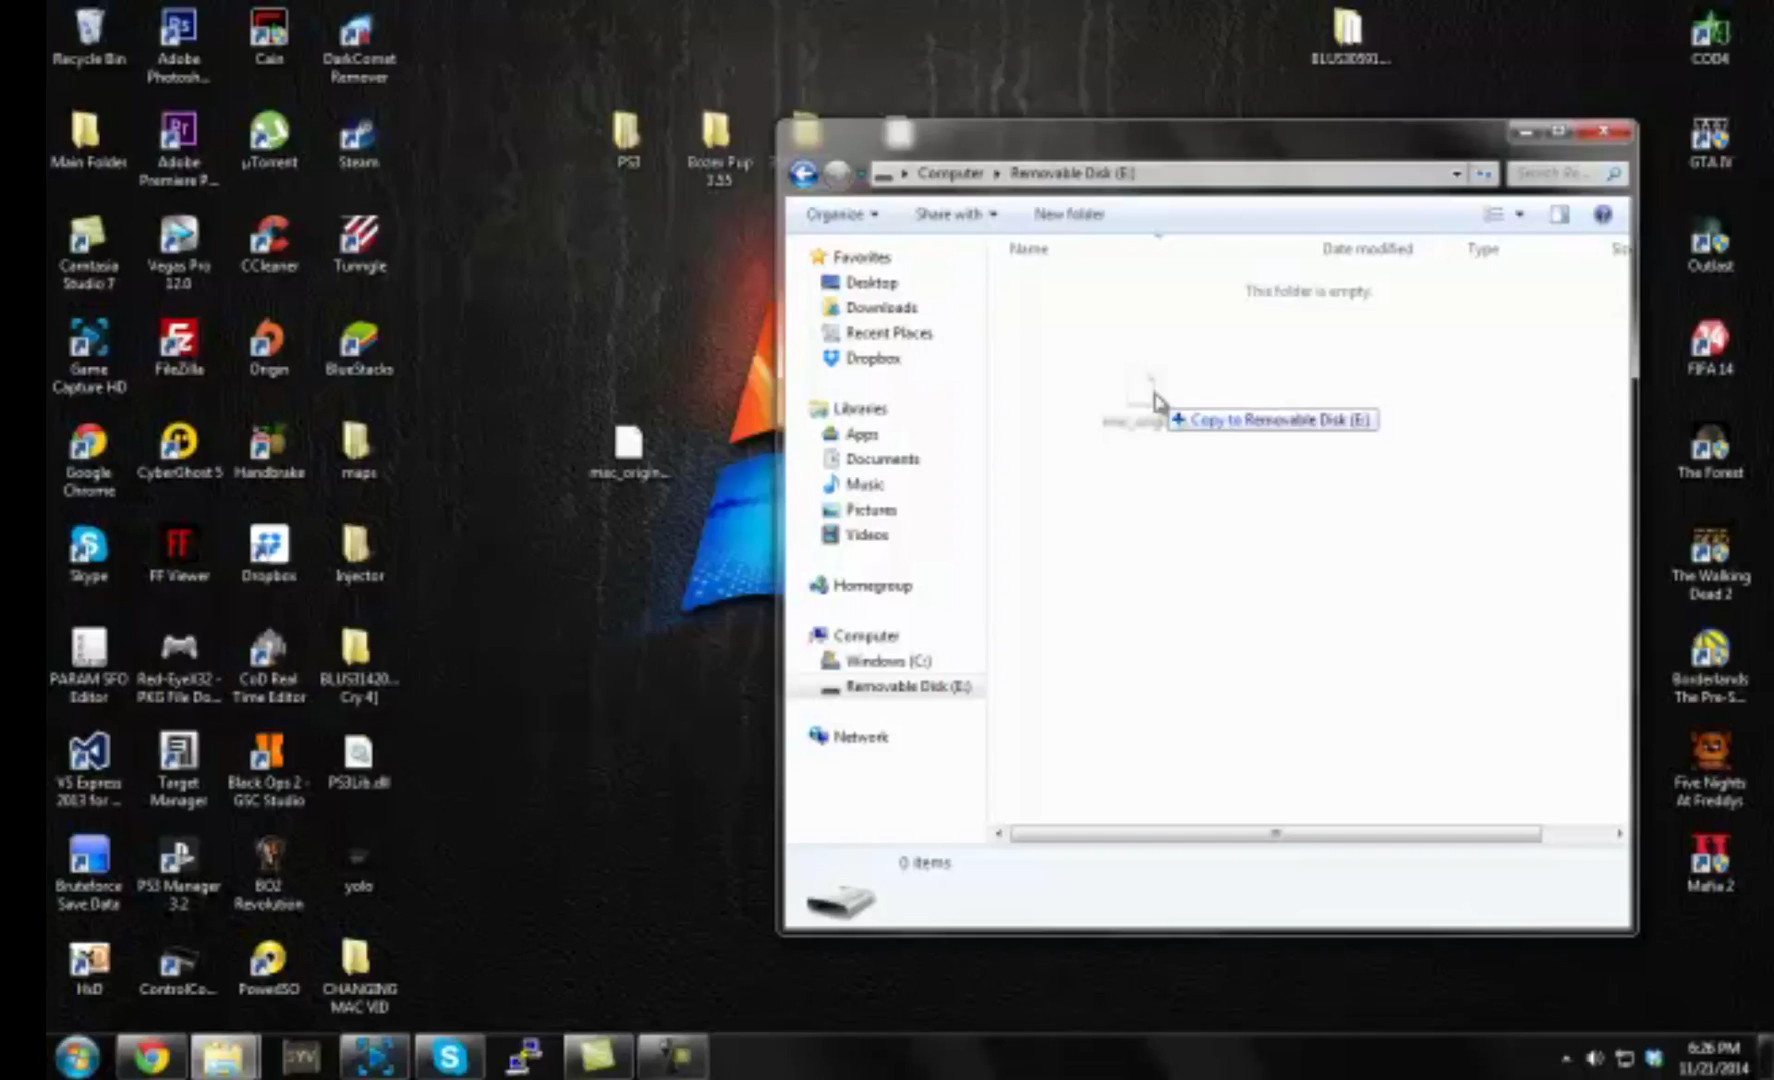 Recycle Bin
Adobe
Photosh...
Cain
DarkComet
Remover
BLUS30591...
COD4
Main Folder
Adobe
Premiere P...
µTorrent
Steam
PS3
3.55
GTA IV
Computer
Removable Disk (E:)
Search Re...
Organize
Share with
New folder
Camtasia
Studio 7
Vegas Pro
12.0
CCleaner
Tunngle
Outlast
Name
Date modified
Type
This folder is empty.
Favorites
Desktop
Downloads
Recent Places
Dropbox
Game
Capture HD
FileZilla
Origin
BlueStacks
FIFA 14
Copy to Removable Disk (E:)
Libraries
Apps
Documents
Music
Pictures
Videos
Google
Chrome
CyberGhost 5
Handbrake
maps
mac_origin...
The Forest
Skype
FF
FF Viewer
Dropbox
Injector
Homegroup
The Walking
Dead 2
Computer
Windows (C:)
Removable Disk (E:)
PARAM SFO
Editor
Red-EyeX32 -
PKG File Do...
CoD Real
Time Editor
BLUS31420...
Cry 4]
Borderlands
The Pre-S...
Network
VS Express
2013 for ...
Target
Manager
Black Ops 2 -
GSC Studio
PS3Lib.dll
Five Nights
At Freddys
Bruteforce
Save Data
PS3 Manager
3.2
BO2
Revolution
yolo
0 items
Mafia 2
HxD
ControlCo...
PowerISO
CHANGING
MAC VID
6:26 PM
11/21/2014